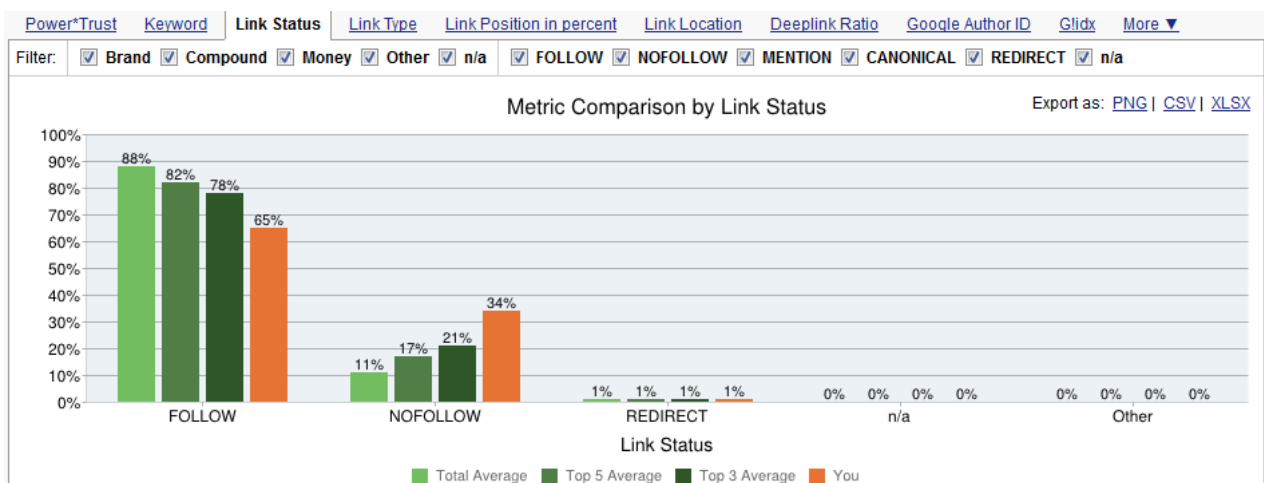 Power*Trust Keyword Link Status Link Type Link Position in percent Link Location Deeplink Ratio Google Author ID G!idx More ▼
Filter: Brand Compound Money Other n/a FOLLOW NOFOLLOW MENTION CANONICAL REDIRECT n/a
Metric Comparison by Link Status
Export as: PNG | CSV | XLSX
100%
90%
80%
70%
60%
50%
40%
30%
20%
10%
0%
88% 82% 78% 65%
11% 17% 21% 34%
1% 1% 1% 1%
0% 0% 0% 0%
0% 0% 0% 0%
FOLLOW NOFOLLOW REDIRECT n/a Other
Link Status
Total Average Top 5 Average Top 3 Average You